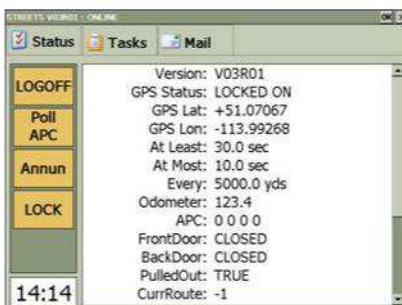 STREETS V03R01 : ONLINE OK
Status Tasks Mail
LOGOFF
Poll
APC
Annun
LOCK
14:14
Version: V03R01
GPS Status: LOCKED ON
GPS Lat: +51.07067
GPS Lon: -113.99268
At Least: 30.0 sec
At Most: 10.0 sec
Every: 5000.0 yds
Odometer: 123.4
APC: 0 0 0 0
FrontDoor: CLOSED
BackDoor: CLOSED
PulledOut: TRUE
CurrRoute: -1